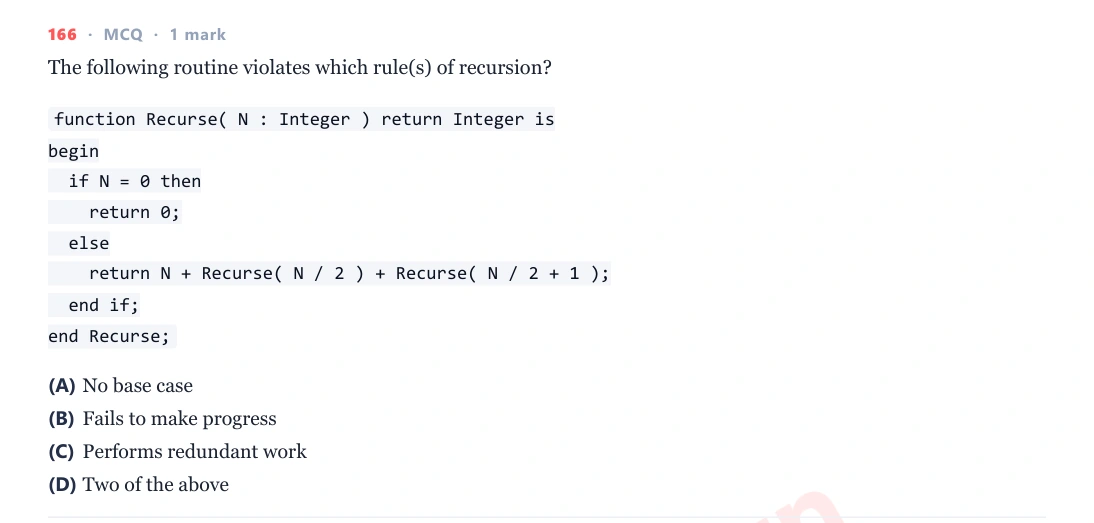 166 · MCQ · 1 mark
The following routine violates which rule(s) of recursion?
function Recurse( N : Integer ) return Integer is
begin
  if N = 0 then
    return 0;
  else
    return N + Recurse( N / 2 ) + Recurse( N / 2 + 1 );
  end if;
end Recurse;
(A) No base case
(B) Fails to make progress
(C) Performs redundant work
(D) Two of the above